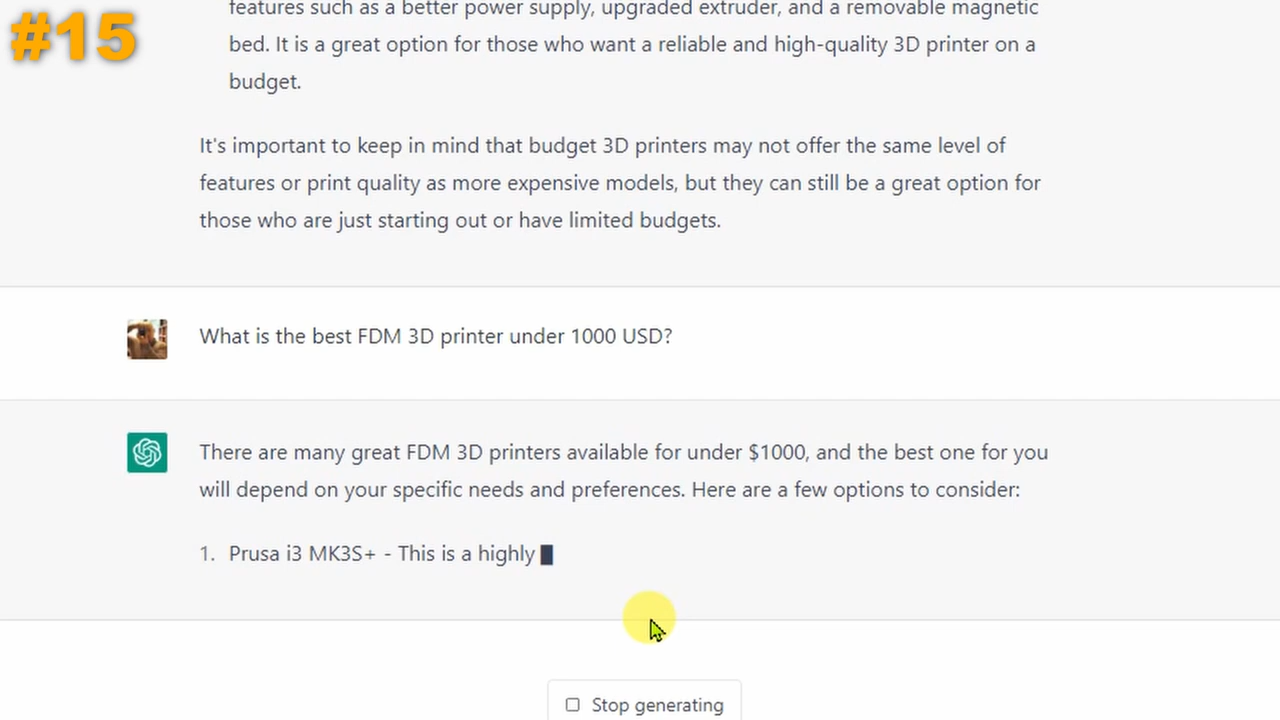 #15
features such as a better power supply, upgraded extruder, and a removable magnetic
bed. It is a great option for those who want a reliable and high-quality 3D printer on a
budget.
It's important to keep in mind that budget 3D printers may not offer the same level of
features or print quality as more expensive models, but they can still be a great option for
those who are just starting out or have limited budgets.
What is the best FDM 3D printer under 1000 USD?
There are many great FDM 3D printers available for under $1000, and the best one for you
will depend on your specific needs and preferences. Here are a few options to consider:
1. Prusa i3 MK3S+ - This is a highly
Stop generating